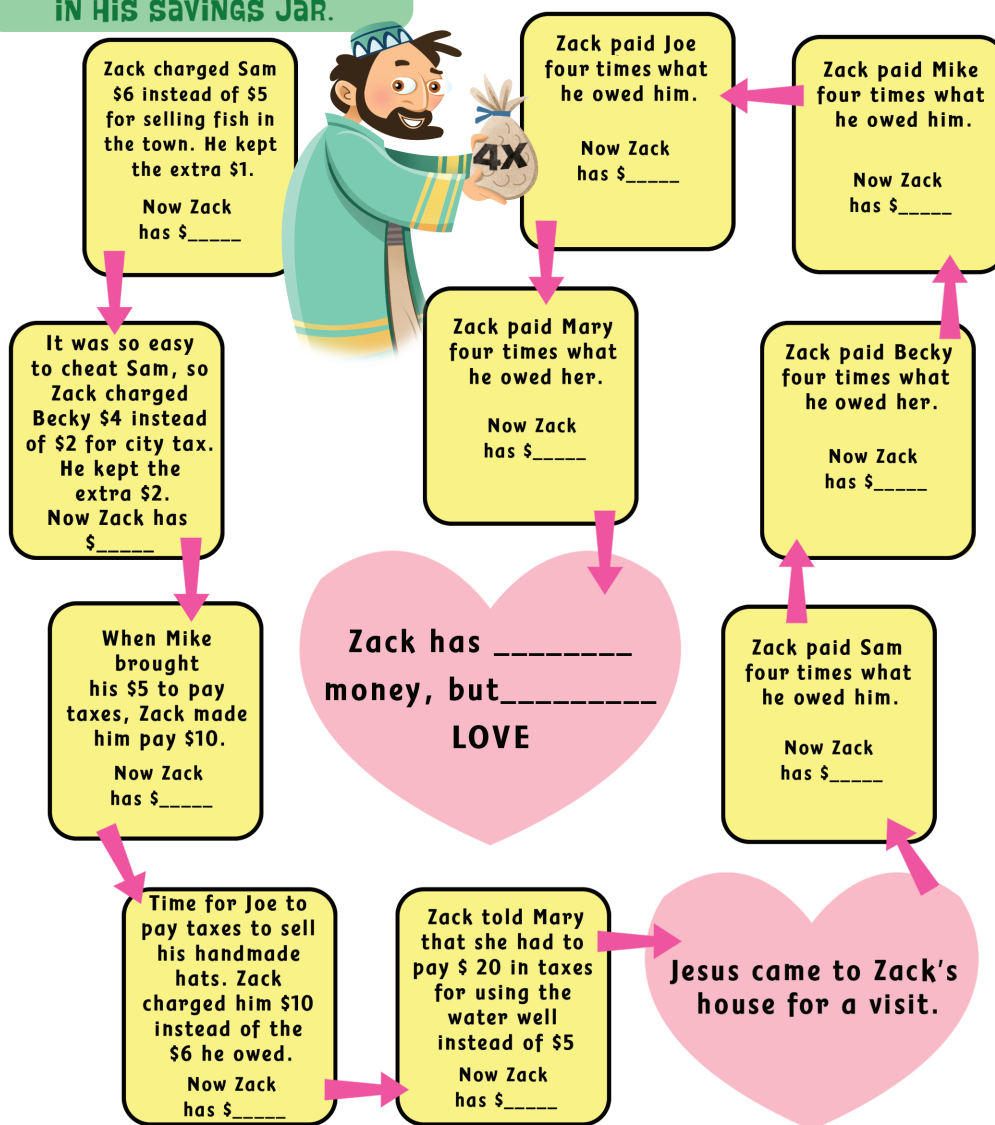 IN HIS SAVINGS JAR.
Zack charged Sam
$6 instead of $5
for selling fish in
the town. He kept
the extra $1.
Now Zack
has $_____
It was so easy
to cheat Sam, so
Zack charged
Becky $4 instead
of $2 for city tax.
He kept the
extra $2.
Now Zack has
$_____
When Mike
brought
his $5 to pay
taxes, Zack made
him pay $10.
Now Zack
has $_____
Time for Joe to
pay taxes to sell
his handmade
hats. Zack
charged him $10
instead of the
$6 he owed.
Now Zack
has $_____
Zack told Mary
that she had to
pay $ 20 in taxes
for using the
water well
instead of $5
Now Zack
has $_____
Jesus came to Zack's
house for a visit.
Zack paid Sam
four times what
he owed him.
Now Zack
has $_____
Zack paid Becky
four times what
he owed her.
Now Zack
has $_____
Zack paid Mike
four times what
he owed him.
Now Zack
has $_____
Zack paid Joe
four times what
he owed him.
Now Zack
has $_____
4X
Zack paid Mary
four times what
he owed her.
Now Zack
has $_____
Zack has ________
money, but_________
LOVE